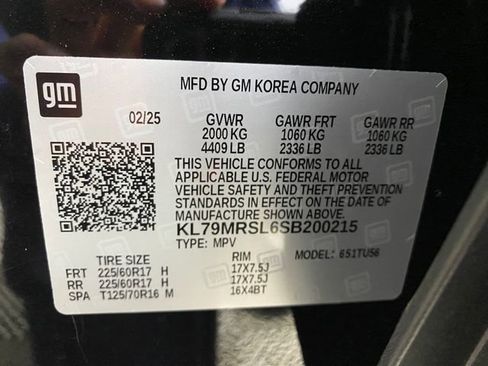 gm
MFD BY GM KOREA COMPANY
02/25 GVWR GAWR FRT GAWR RR
2000 KG 1060 KG 1060 KG
4409 LB 2336 LB 2336 LB
THIS VEHICLE CONFORMS TO ALL
APPLICABLE U.S. FEDERAL MOTOR
VEHICLE SAFETY AND THEFT PREVENTION
STANDARDS IN EFFECT ON THE DATE OF
MANUFACTURE SHOWN ABOVE.
KL79MRSL6SB200215
TYPE: MPV MODEL: 651TU56
TIRE SIZE RIM
FRT 225/60R17 H 17X7.5J
RR 225/60R17 H 17X7.5J
SPA T125/70R16 M 16X4BT